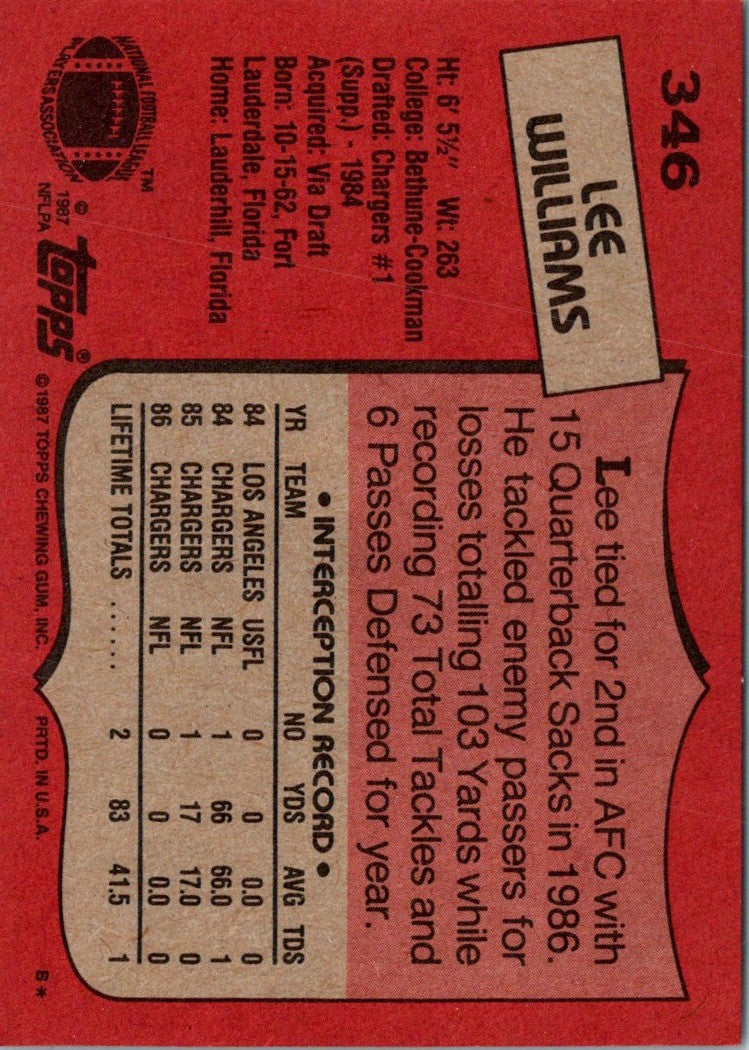 346
LEE
WILLIAMS
Ht: 6' 5½" Wt: 263
College: Bethune-Cookman
Drafted: Chargers #1
(Supp.) - 1984
Acquired: Via Draft
Born: 10-15-62, Fort
Lauderdale, Florida
Home: Lauderhill, Florida
NATIONAL FOOTBALL LEAGUE
PLAYERS ASSOCIATION
™
© 1987
NFLPA
topps®
Lee tied for 2nd in AFC with
15 Quarterback Sacks in 1986.
He tackled enemy passers for
losses totalling 103 Yards while
recording 73 Total Tackles and
6 Passes Defensed for year.
• INTERCEPTION RECORD •
YR TEAM NO YDS AVG TDS
84 LOS ANGELES USFL 0 0 0.0 0
84 CHARGERS NFL 1 66 66.0 1
85 CHARGERS NFL 1 17 17.0 0
86 CHARGERS NFL 0 0 0.0 0
LIFETIME TOTALS ...... 2 83 41.5 1
©1987 TOPPS CHEWING GUM, INC. PRTD. IN U.S.A. B*